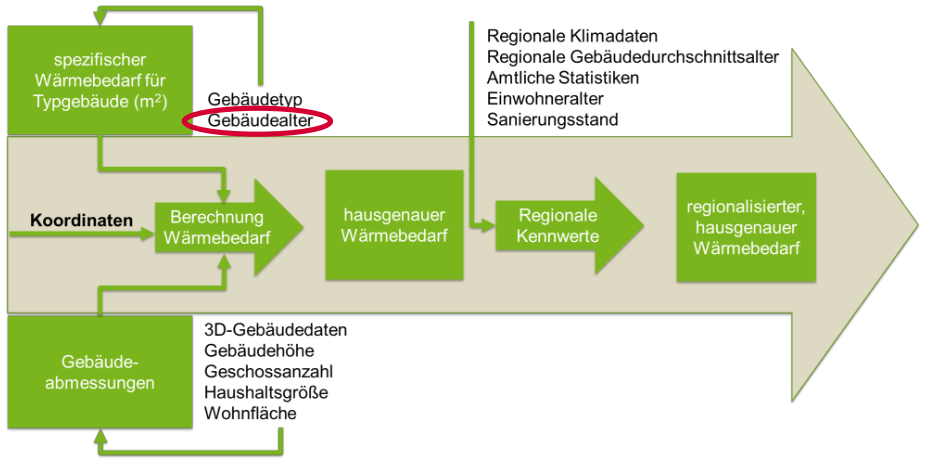 spezifischer
Wärmebedarf für
Typgebäude (m²)
Gebäudetyp
Gebäudealter
Regionale Klimadaten
Regionale Gebäudedurchschnittsalter
Amtliche Statistiken
Einwohneralter
Sanierungsstand
Koordinaten
Berechnung
Wärmebedarf
hausgenauer
Wärmebedarf
Regionale
Kennwerte
regionalisierter,
hausgenauer
Wärmebedarf
Gebäude-
abmessungen
3D-Gebäudedaten
Gebäudehöhe
Geschossanzahl
Haushaltsgröße
Wohnfläche